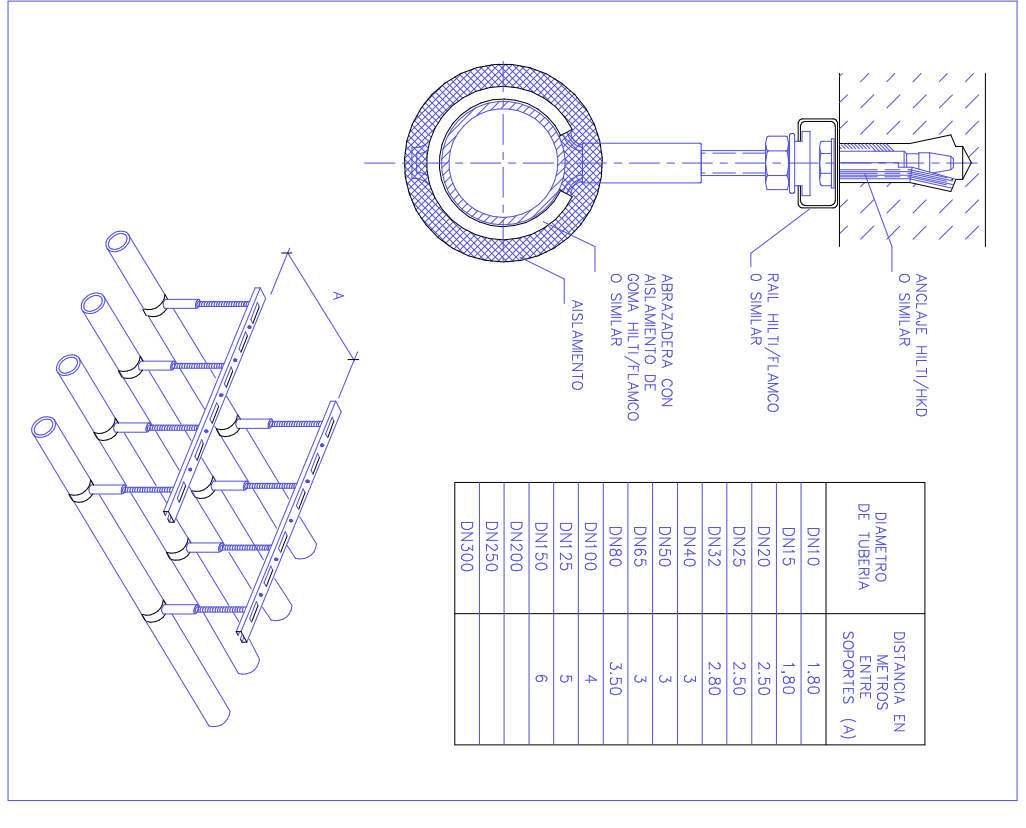 ANCLAJE HILTI/HKD
O SIMILAR
RAIL HILTI/FLAMCO
O SIMILAR
ABRAZADERA CON
AISLAMIENTO DE
GOMA HILTI/FLAMCO
O SIMILAR
AISLAMIENTO
A
DIAMETRO
DE TUBERIA
DISTANCIA EN
METROS
ENTRE
SOPORTES (A)
DN10 1.80
DN15 1,80
DN20 2.50
DN25 2.50
DN32 2.80
DN40 3
DN50 3
DN65 3
DN80 3.50
DN100 4
DN125 5
DN150 6
DN200
DN250
DN300